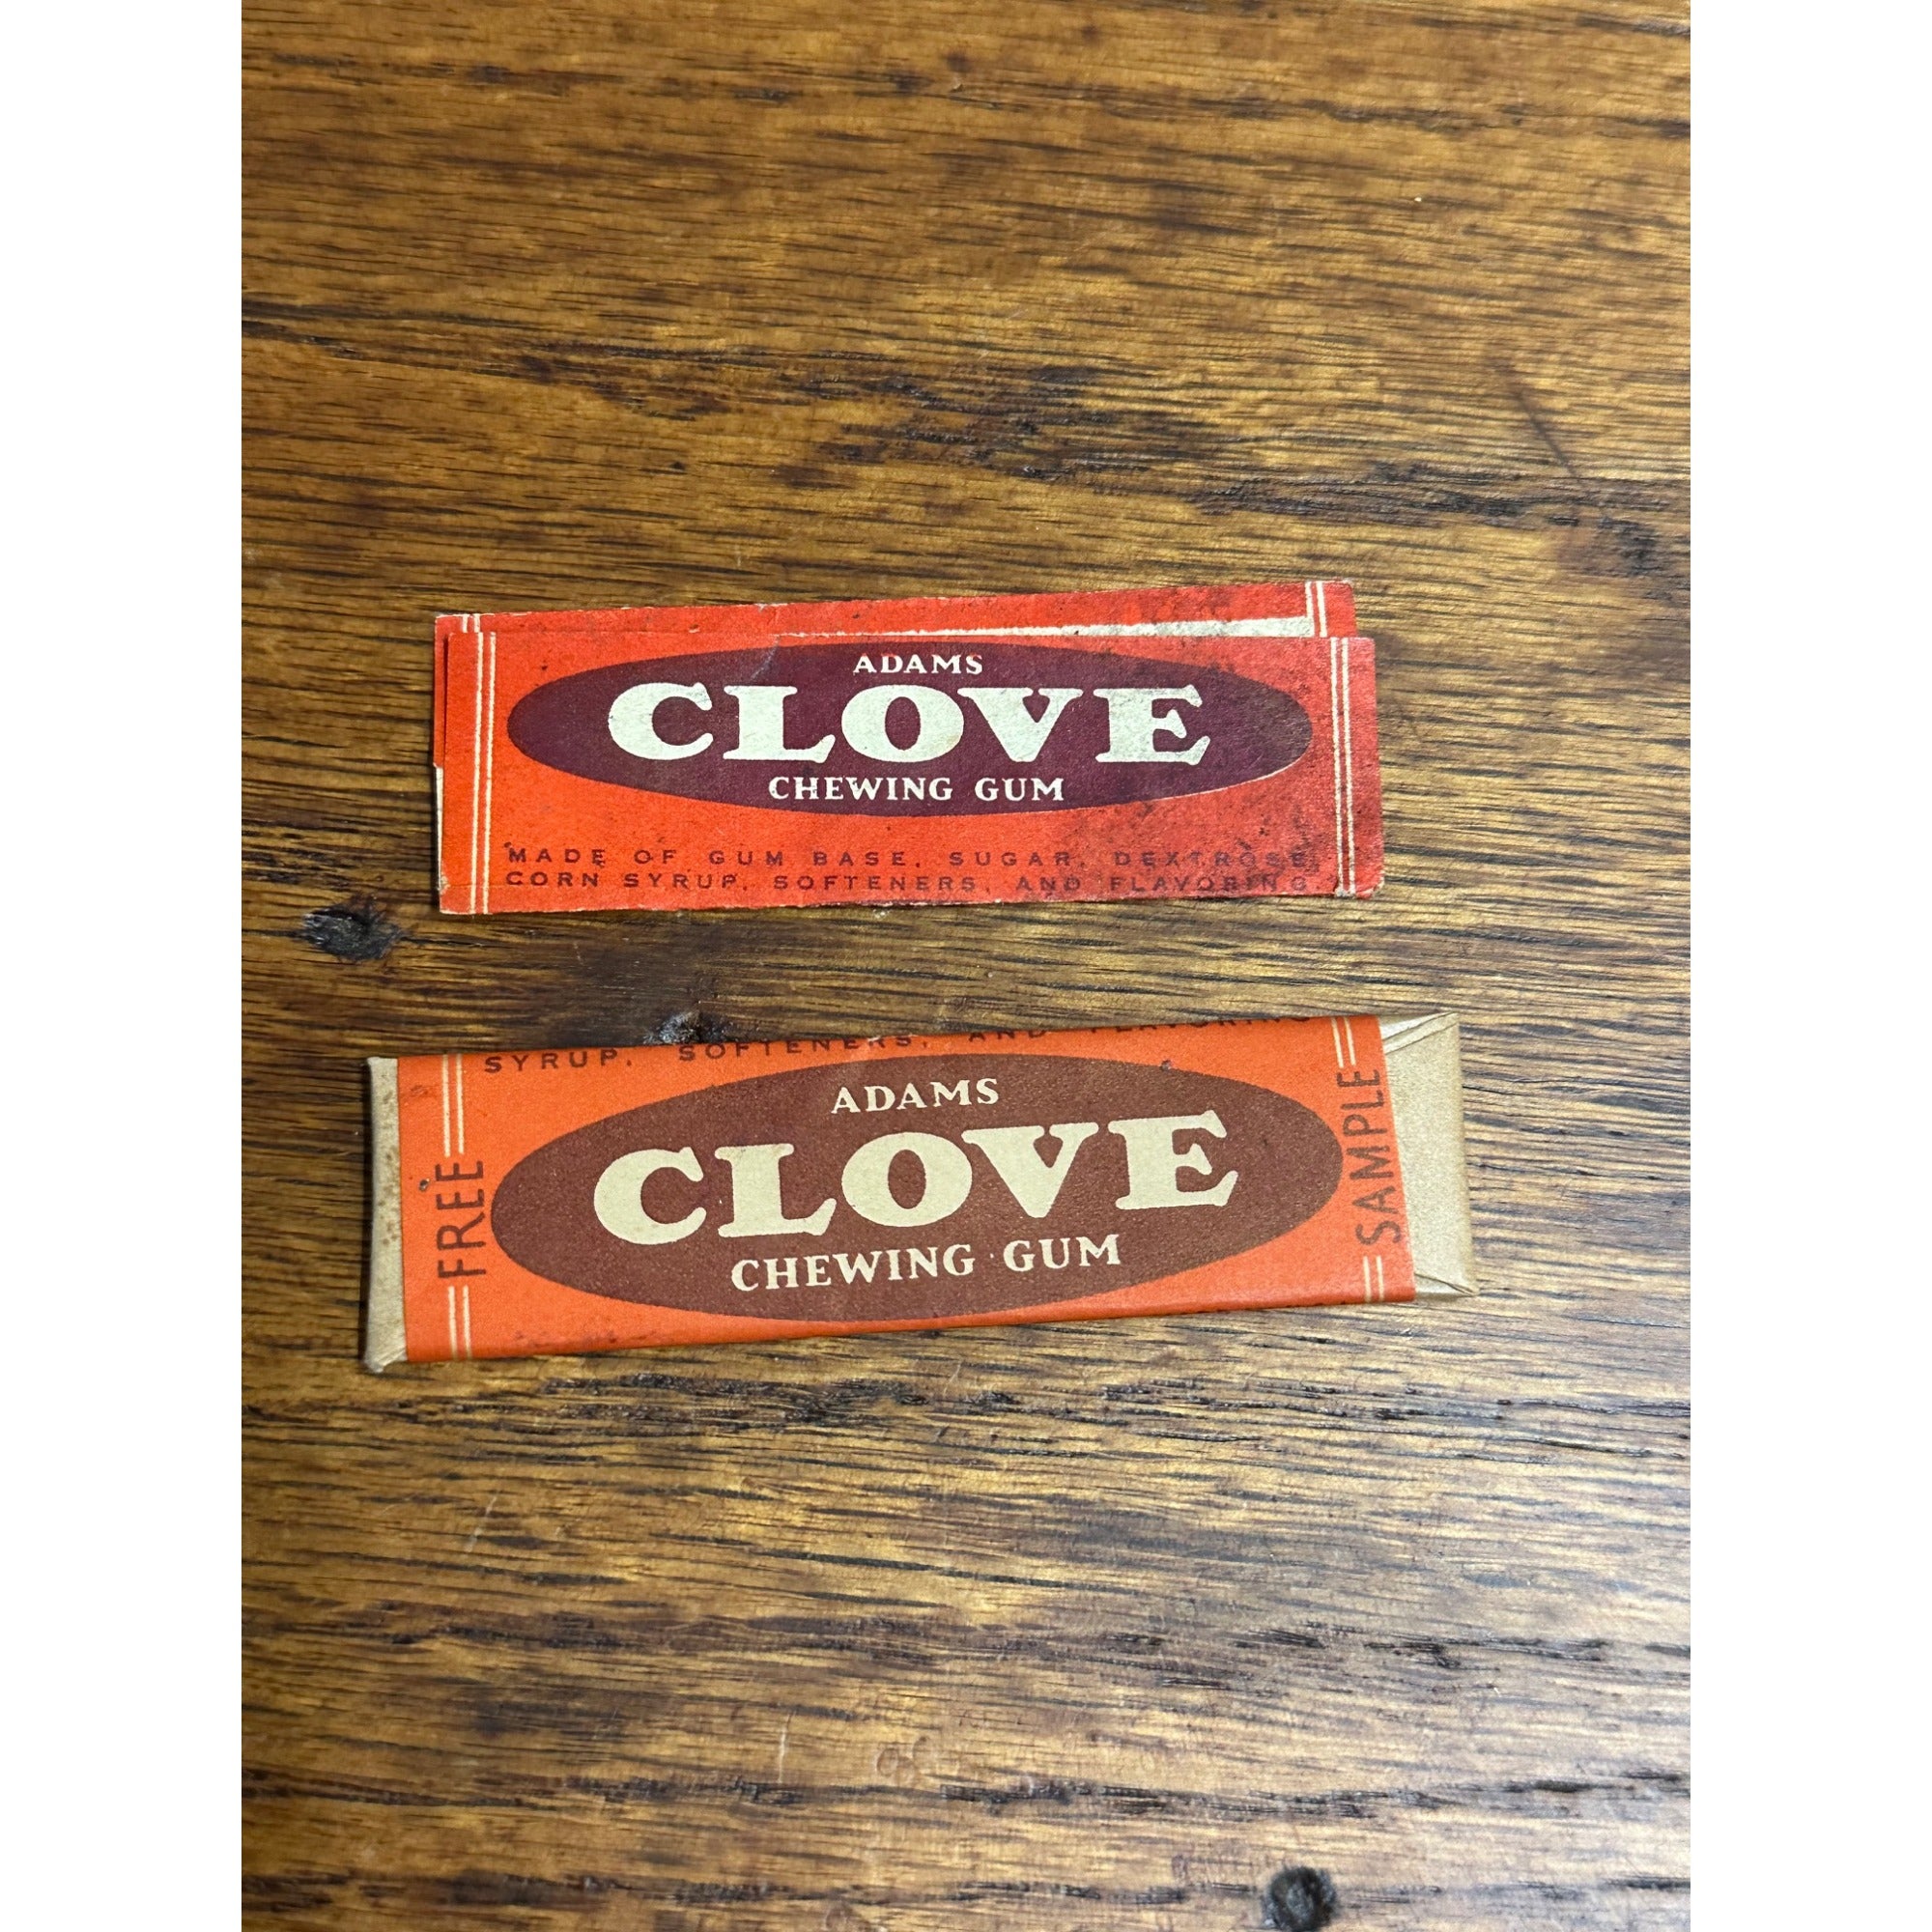 ADAMS
CLOVE
CHEWING GUM
MADE OF GUM BASE, SUGAR, DEXTROSE,
CORN SYRUP, SOFTENERS, AND FLAVORING
SYRUP, SOFTENERS, AND FLAVORING
FREE
ADAMS
CLOVE
CHEWING GUM
SAMPLE